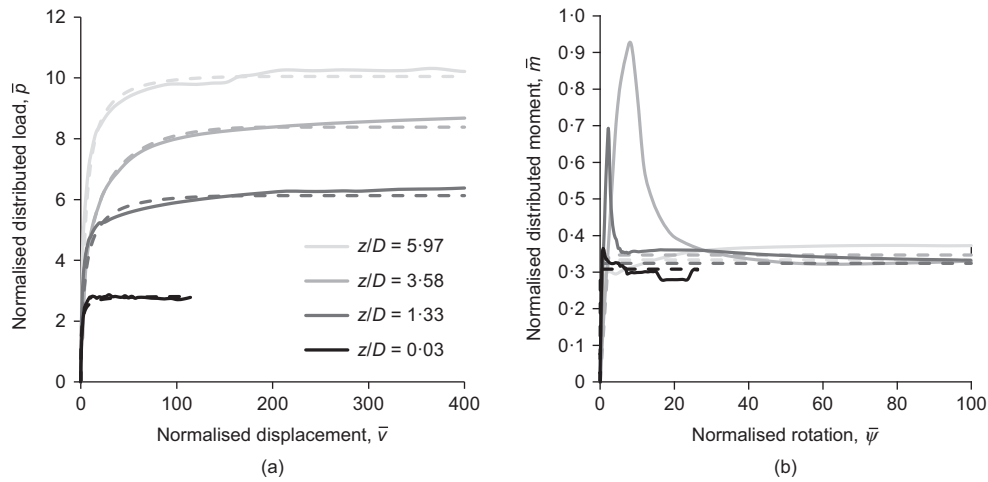 12
10
8
6
4
2
0
Normalised distributed load, p̅
0 100 200 300 400
Normalised displacement, v̅
z/D = 5·97
z/D = 3·58
z/D = 1·33
z/D = 0·03
(a)
1·0
0·9
0·8
0·7
0·6
0·5
0·4
0·3
0·2
0·1
0
Normalised distributed moment, m̅
0 20 40 60 80 100
Normalised rotation, ψ̅
(b)